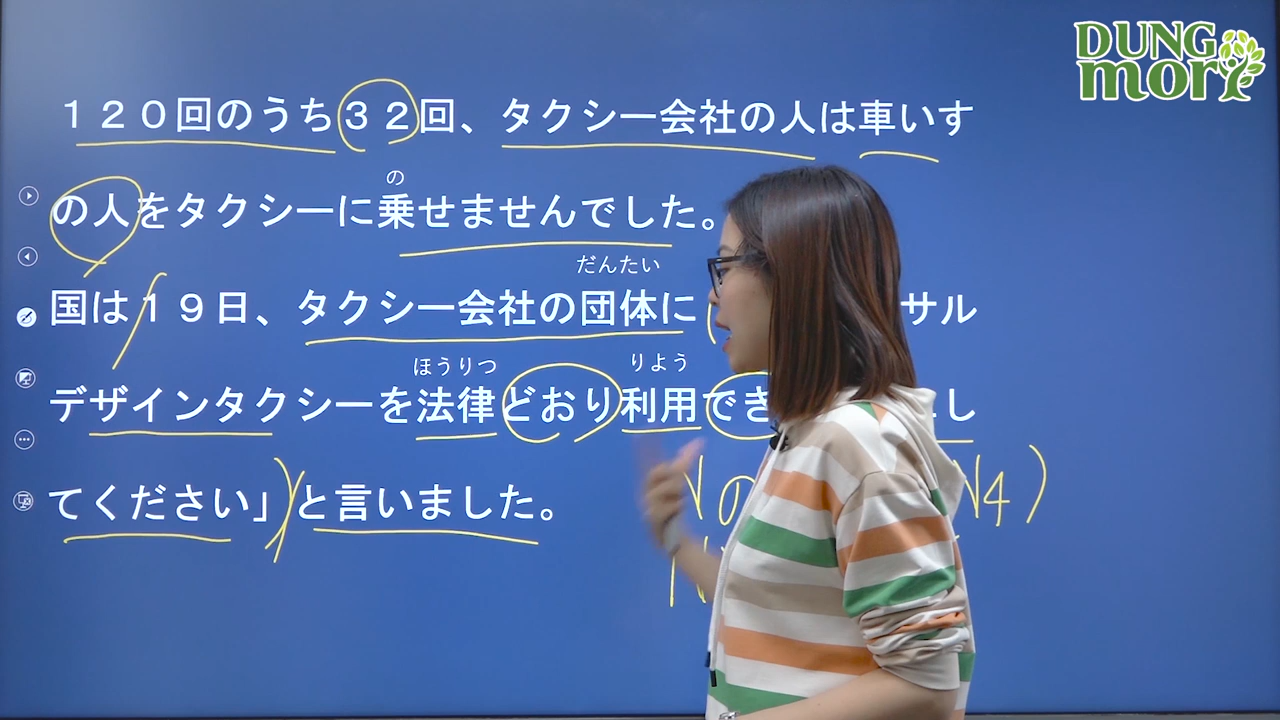 DUNG mori
１２０回のうち３２回、タクシー会社の人は車いす
の
の人をタクシーに乗せませんでした。
だんたい
国は１９日、タクシー会社の団体に サル
ほうりつ りよう
デザインタクシーを法律どおり利用でき し
てください」と言いました。
Vの N4)